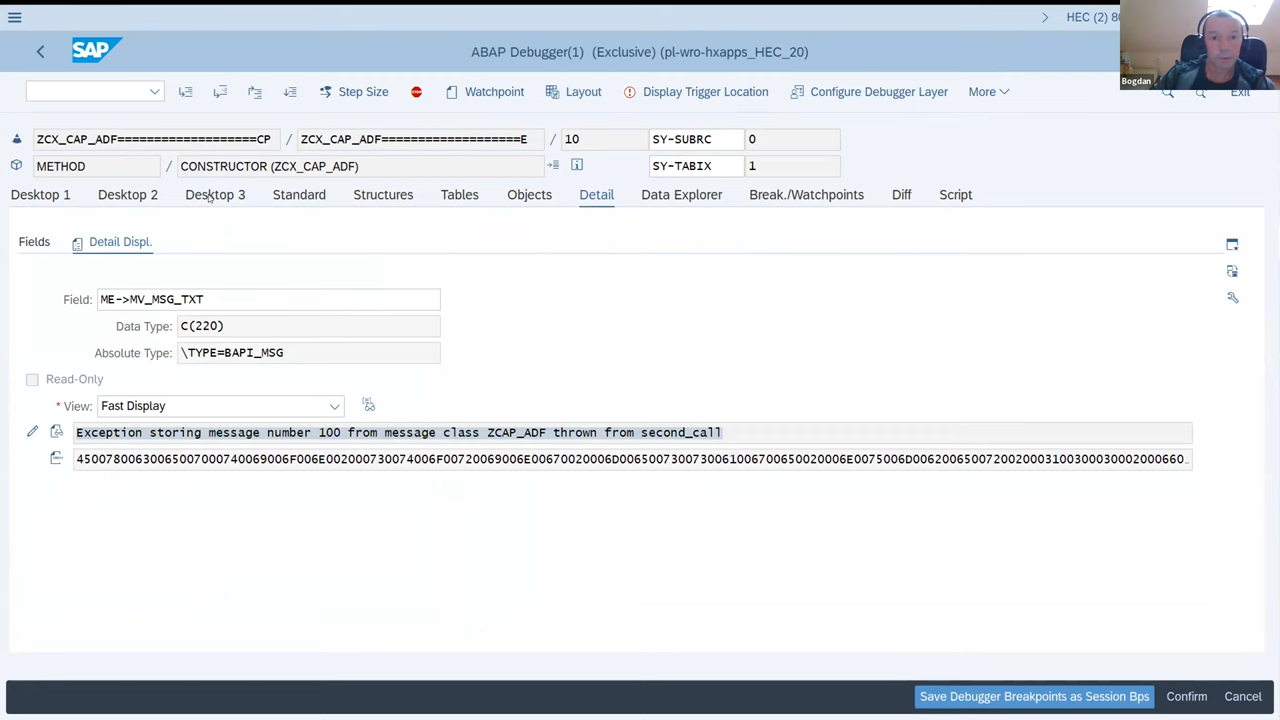 HEC (2) 8
SAP
ABAP Debugger(1) (Exclusive) (pl-wro-hxapps_HEC_20)
Bogdan
Step Size Watchpoint Layout Display Trigger Location Configure Debugger Layer More Exit
ZCX_CAP_ADF===================CP / ZCX_CAP_ADF===================E / 10 SY-SUBRC 0
METHOD / CONSTRUCTOR (ZCX_CAP_ADF) SY-TABIX 1
Desktop 1 Desktop 2 Desktop 3 Standard Structures Tables Objects Detail Data Explorer Break./Watchpoints Diff Script
Fields Detail Displ.
Field: ME->MV_MSG_TXT
Data Type: C(220)
Absolute Type: \TYPE=BAPI_MSG
Read-Only
* View: Fast Display
Exception storing message number 100 from message class ZCAP_ADF thrown from second_call
4500780063006500700074006900​6F006E002000730074006F00720069006E00670020006D0065007300730061006700650020006E0075006D00620065007200200031003000300020006​60…
Save Debugger Breakpoints as Session Bps Confirm Cancel